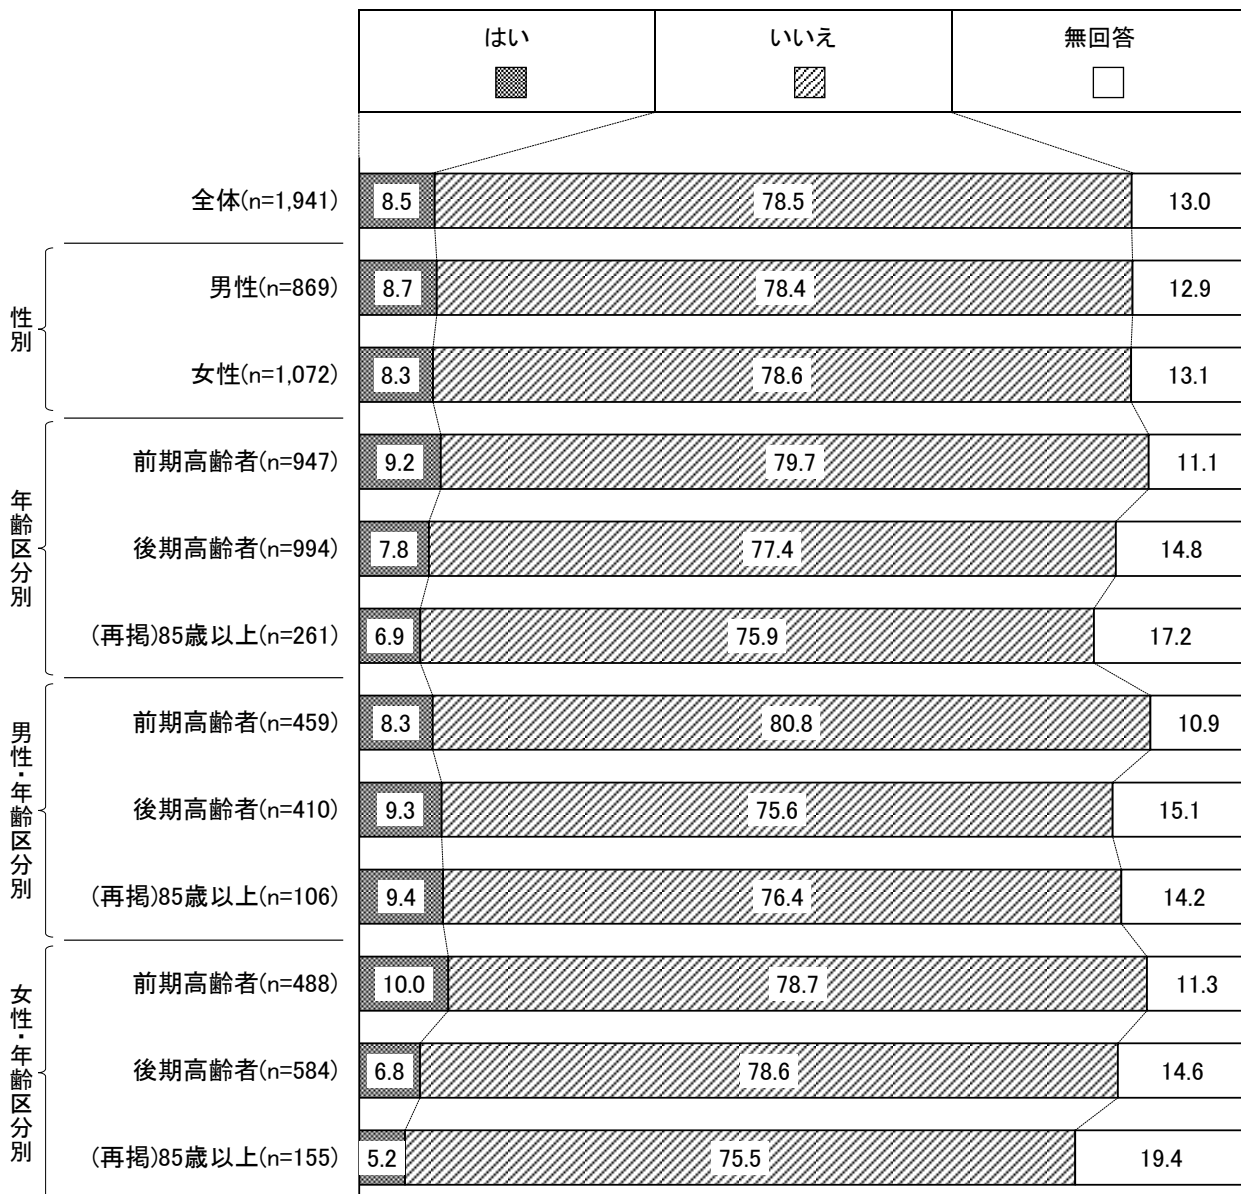 はい いいえ 無回答
全体(n=1,941) 8.5 78.5 13.0
性別
男性(n=869) 8.7 78.4 12.9
女性(n=1,072) 8.3 78.6 13.1
年齢区分別
前期高齢者(n=947) 9.2 79.7 11.1
後期高齢者(n=994) 7.8 77.4 14.8
(再掲)85歳以上(n=261) 6.9 75.9 17.2
男性・年齢区分別
前期高齢者(n=459) 8.3 80.8 10.9
後期高齢者(n=410) 9.3 75.6 15.1
(再掲)85歳以上(n=106) 9.4 76.4 14.2
女性・年齢区分別
前期高齢者(n=488) 10.0 78.7 11.3
後期高齢者(n=584) 6.8 78.6 14.6
(再掲)85歳以上(n=155) 5.2 75.5 19.4